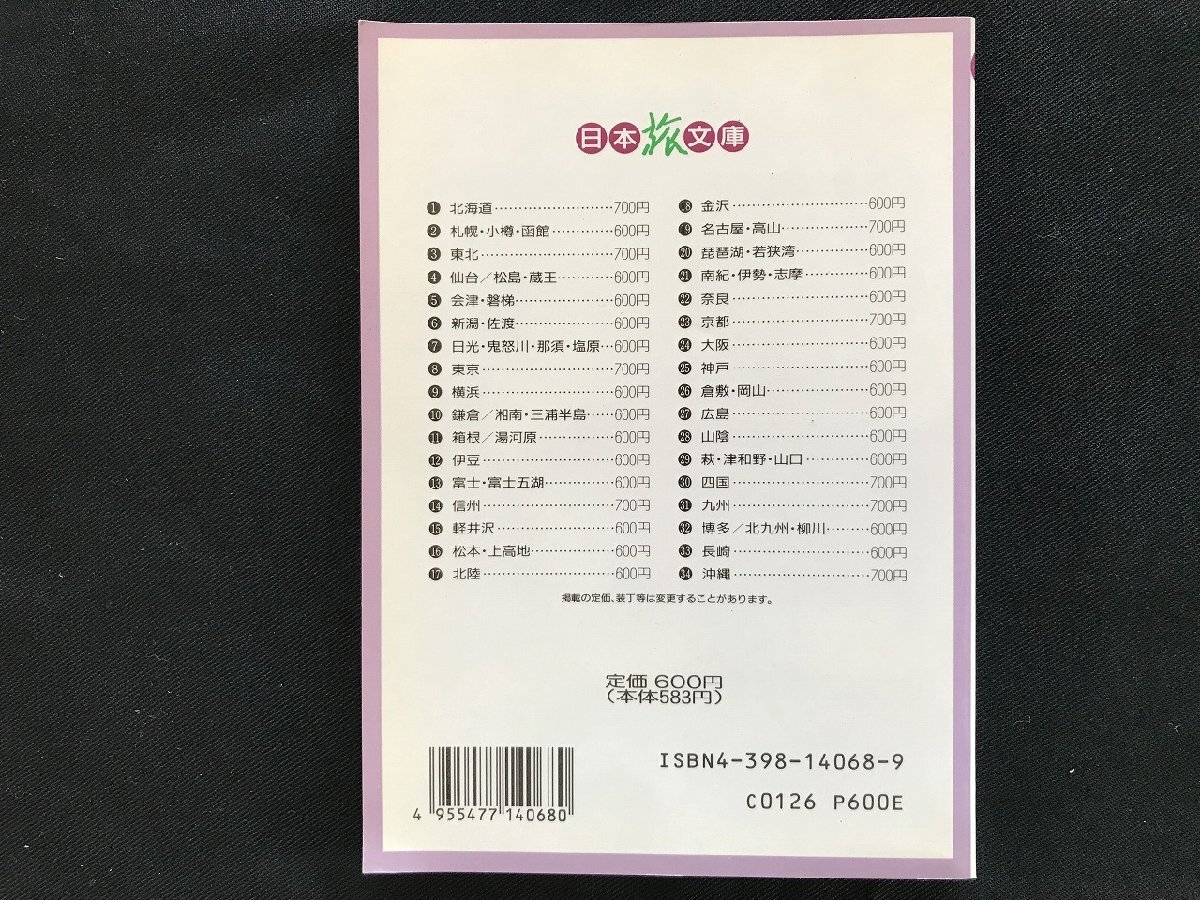 日本旅文庫
❶ 北海道……………………700円
❷ 札幌・小樽・函館…………600円
❸ 東北………………………700円
❹ 仙台／松島・蔵王…………600円
❺ 会津・磐梯…………………600円
❻ 新潟・佐渡…………………600円
❼ 日光・鬼怒川・那須・塩原…600円
❽ 東京………………………700円
❾ 横浜………………………600円
❿ 鎌倉／湘南・三浦半島……600円
⓫ 箱根／湯河原……………600円
⓬ 伊豆………………………600円
⓭ 富士・富士五湖……………600円
⓮ 信州………………………700円
⓯ 軽井沢……………………600円
⓰ 松本・上高地………………600円
⓱ 北陸………………………600円
⓲ 金沢………………………600円
⓳ 名古屋・高山………………700円
⓴ 琵琶湖・若狭湾……………600円
㉑ 南紀・伊勢・志摩…………600円
㉒ 奈良………………………600円
㉓ 京都………………………700円
㉔ 大阪………………………600円
㉕ 神戸………………………600円
㉖ 倉敷・岡山…………………600円
㉗ 広島………………………600円
㉘ 山陰………………………600円
㉙ 萩・津和野・山口…………600円
㉚ 四国………………………700円
㉛ 九州………………………700円
㉜ 博多／北九州・柳川………600円
㉝ 長崎………………………600円
㉞ 沖縄………………………700円
掲載の定価、装丁等は変更することがあります。
定価 600円
（本体583円）
ISBN4-398-14068-9
C0126 P600E
4 955477 140680